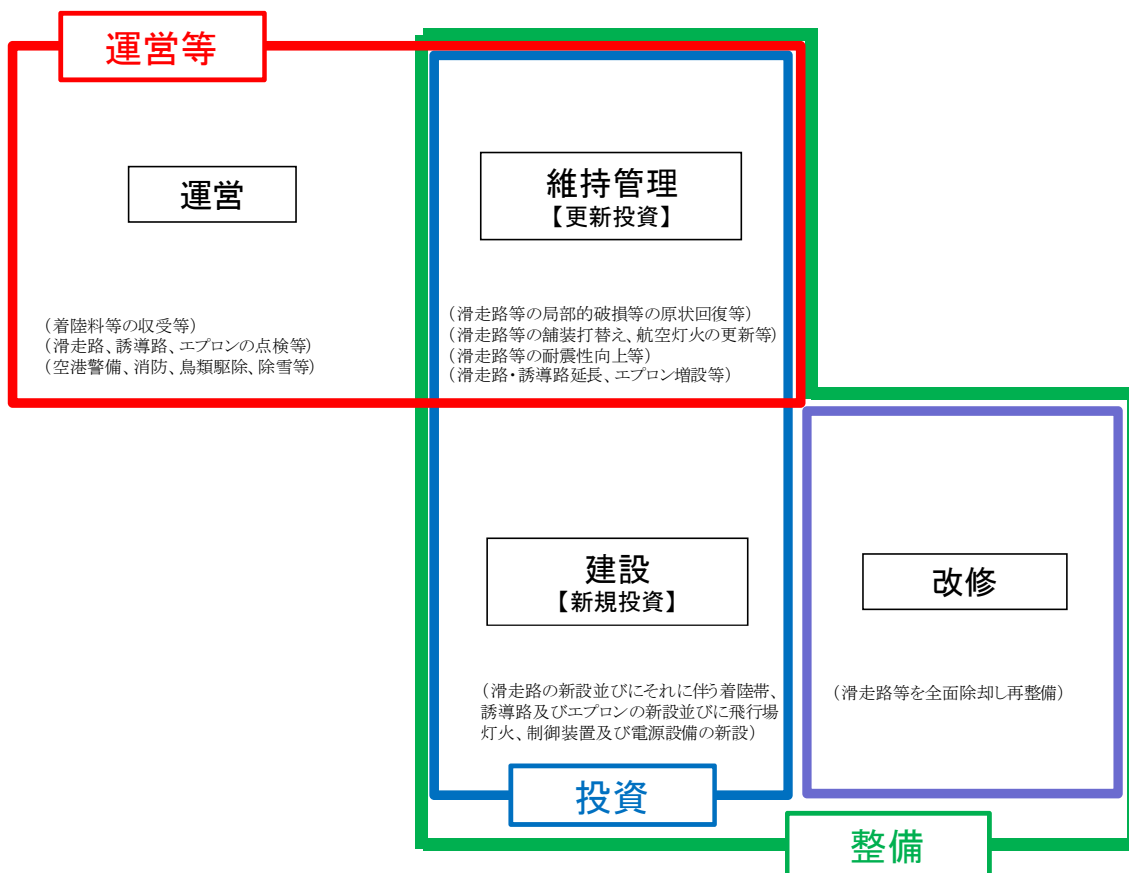 運営等
運営
(着陸料等の収受等)
(滑走路、誘導路、エプロンの点検等)
(空港警備、消防、鳥類駆除、除雪等)
維持管理
【更新投資】
(滑走路等の局部的破損等の原状回復等)
(滑走路等の舗装打替え、航空灯火の更新等)
(滑走路等の耐震性向上等)
(滑走路・誘導路延長、エプロン増設等)
建設
【新規投資】
(滑走路の新設並びにそれに伴う着陸帯、
誘導路及びエプロンの新設並びに飛行場
灯火、制御装置及び電源設備の新設)
改修
(滑走路等を全面除却し再整備)
投資
整備